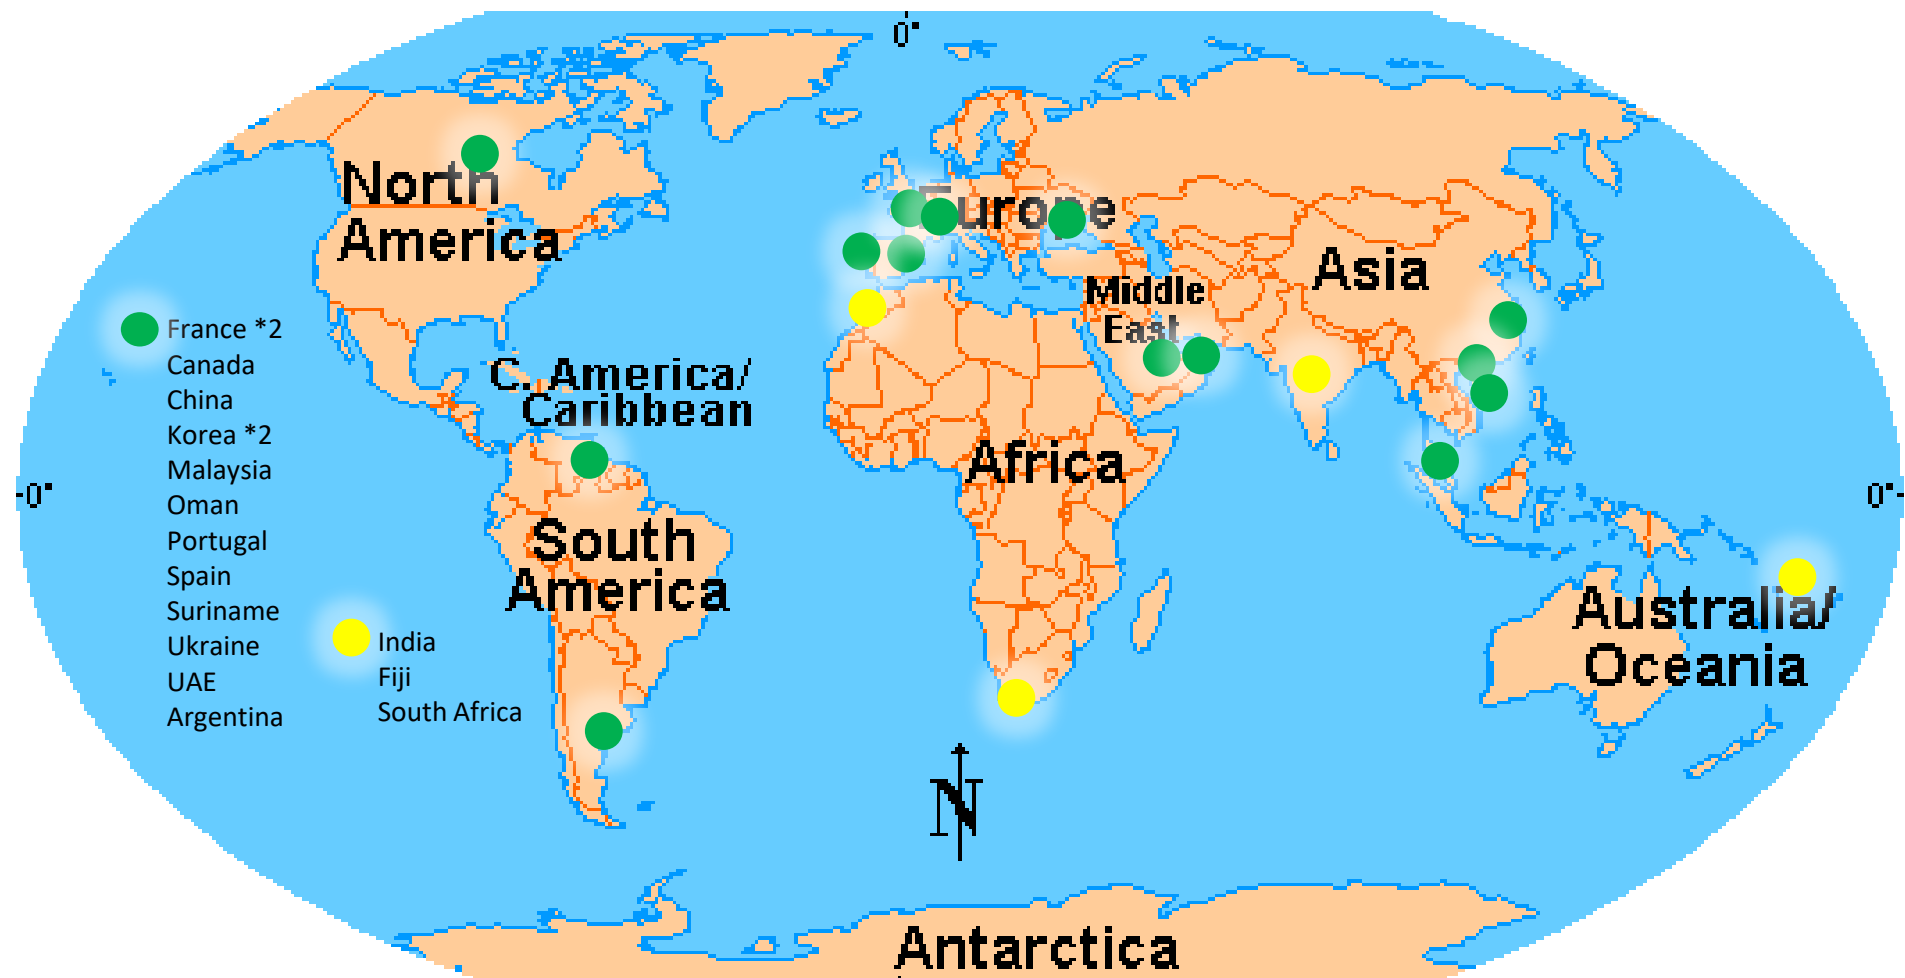 0°
North
America
Europe
Asia
Middle
East
France *2
Canada
China
Korea *2
Malaysia
Oman
Portugal
Spain
Suriname
Ukraine
UAE
Argentina
C. America/
Caribbean
Africa
-0°
0°-
South
America
India
Fiji
South Africa
Australia/
Oceania
N
Antarctica